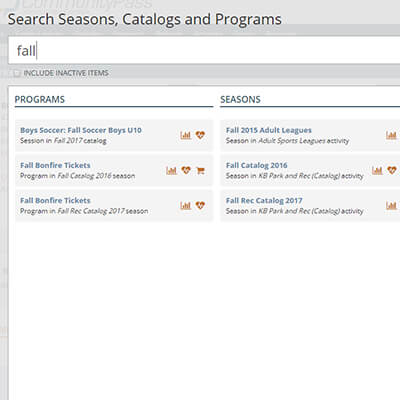 CommunityPass
Search Seasons, Catalogs and Programs
fall
INCLUDE INACTIVE ITEMS
PROGRAMS
Boys Soccer: Fall Soccer Boys U10
Session in Fall 2017 catalog
Fall Bonfire Tickets
Program in Fall Catalog 2016 season
Fall Bonfire Tickets
Program in Fall Rec Catalog 2017 season
SEASONS
Fall 2015 Adult Leagues
Season in Adult Sports Leagues activity
Fall Catalog 2016
Season in KB Park and Rec (Catalog) activity
Fall Rec Catalog 2017
Season in KB Park and Rec (Catalog) activity